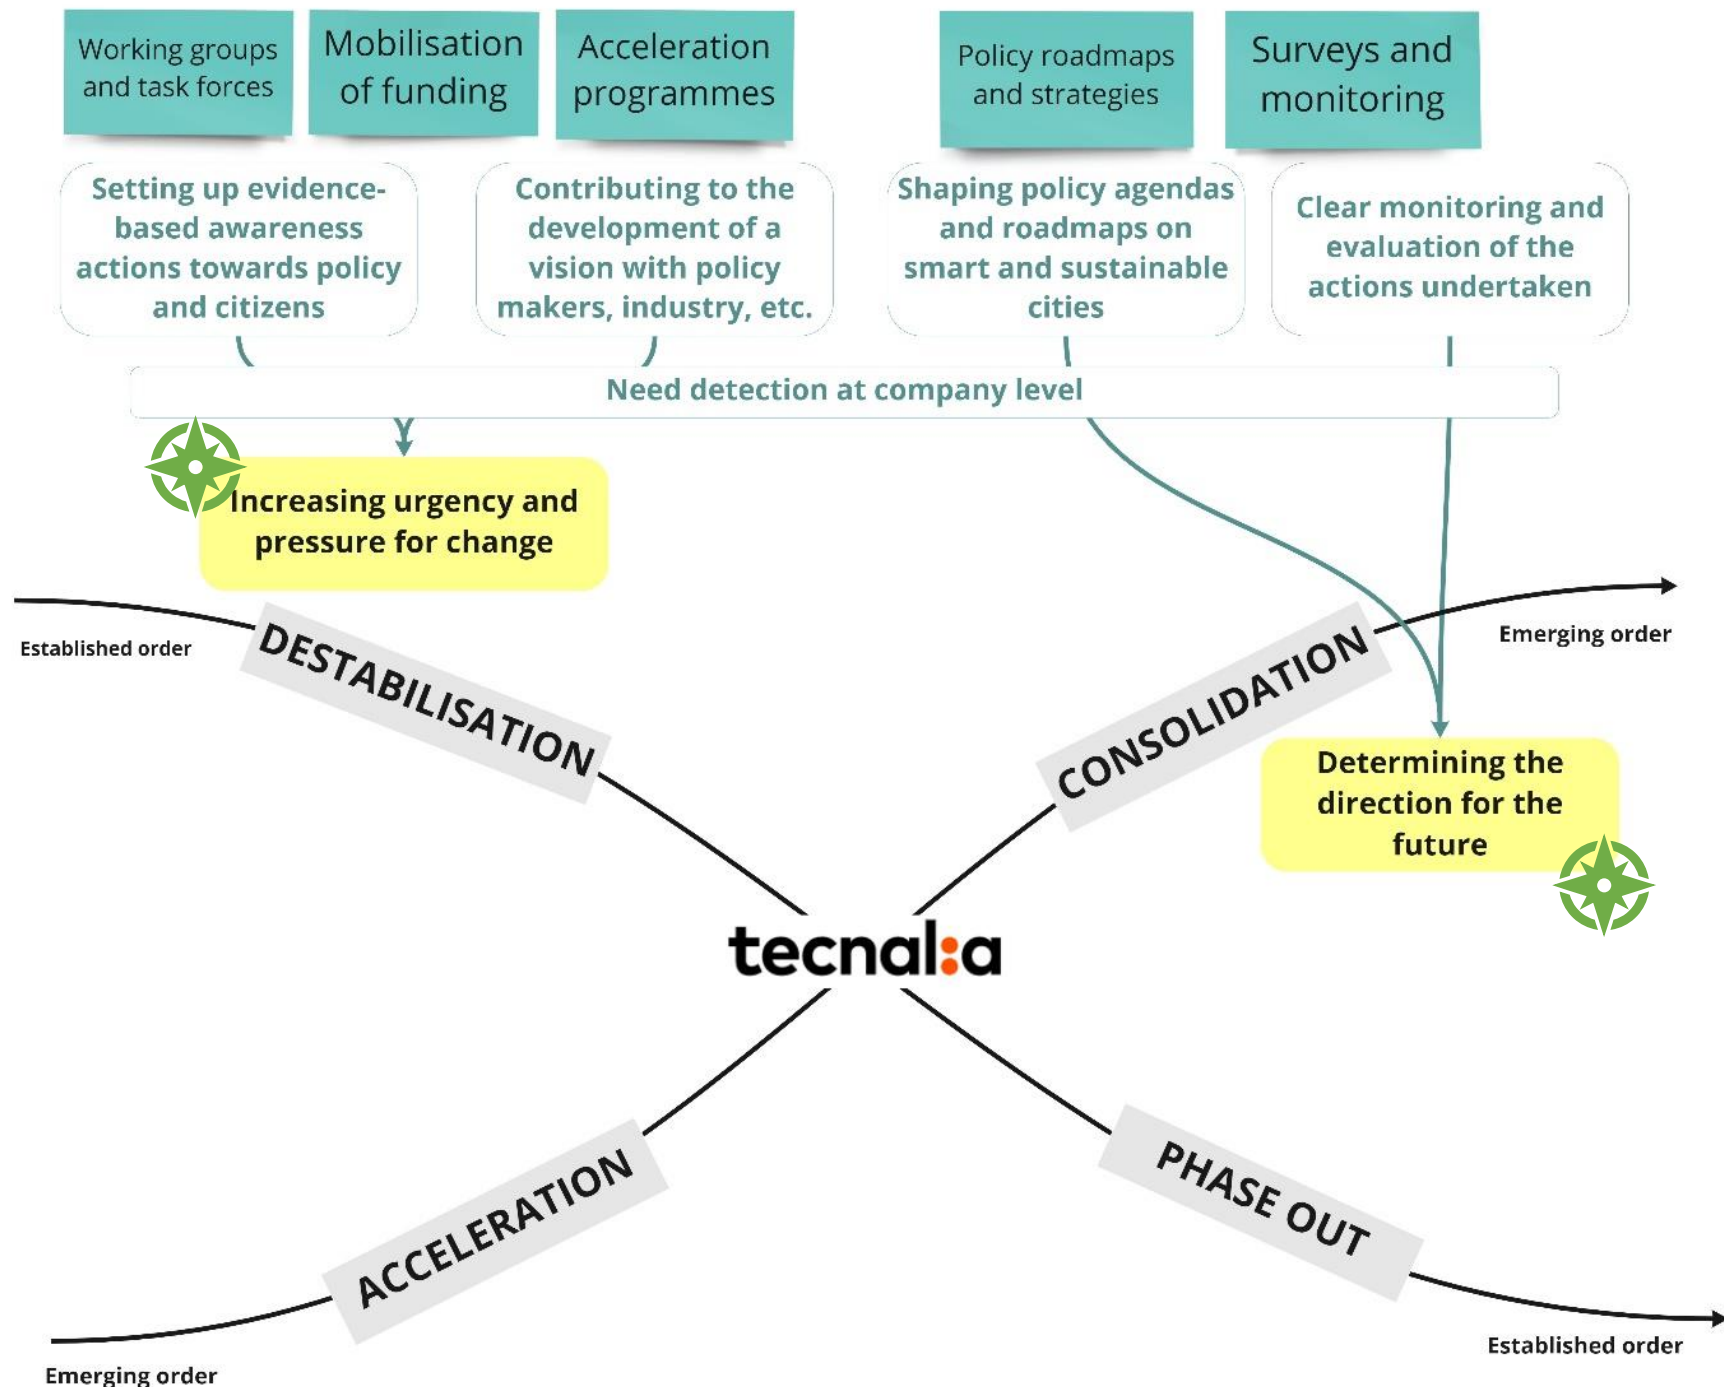 Working groups
and task forces
Mobilisation
of funding
Acceleration
programmes
Policy roadmaps
and strategies
Surveys and
monitoring
Setting up evidence-
based awareness
actions towards policy
and citizens
Contributing to the
development of a
vision with policy
makers, industry, etc.
Shaping policy agendas
and roadmaps on
smart and sustainable
cities
Clear monitoring and
evaluation of the
actions undertaken
Need detection at company level
Increasing urgency and
pressure for change
Established order
DESTABILISATION
CONSOLIDATION
Emerging order
Determining the
direction for the
future
tecnal:a
ACCELERATION
PHASE OUT
Emerging order
Established order